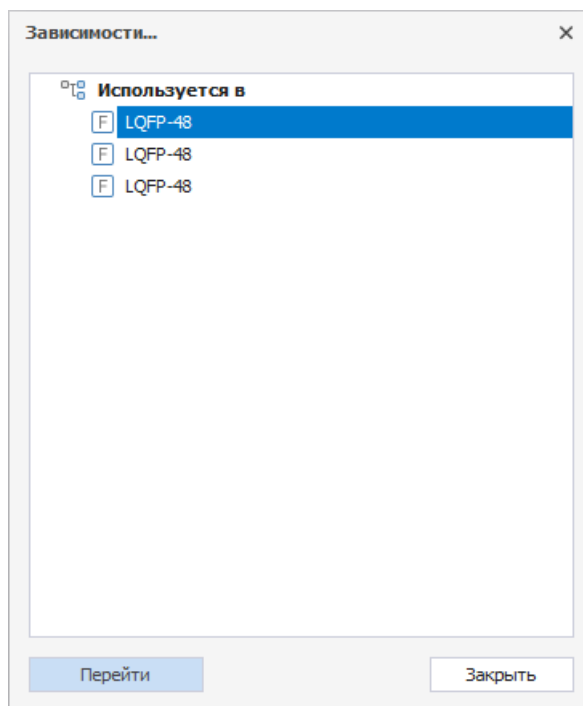 Зависимости...
Используется в
F LQFP-48
F LQFP-48
F LQFP-48
Перейти
Закрыть